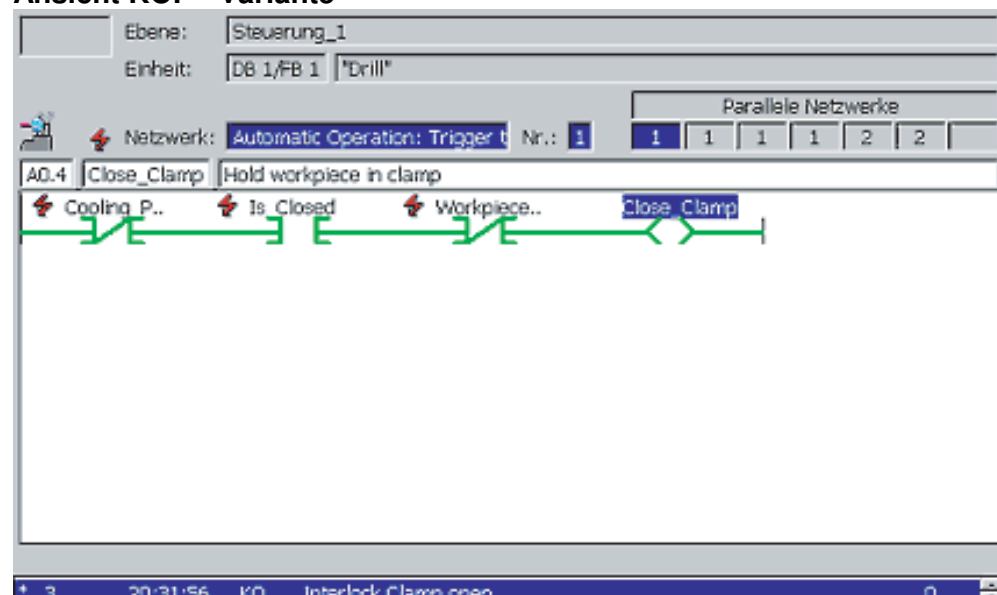 Ansicht KOP - Variante
Ebene: Steuerung_1
Einheit: DB 1/FB 1 "Drill"
Parallele Netzwerke
Netzwerk: Automatic Operation: Trigger t Nr.: 1 1 1 1 1 2 2
A0.4 Close_Clamp Hold workpiece in clamp
Cooling_P.. Is_Closed Workpiece.. Close_Clamp
3 20:31:56 KO Interlock Clamp open 0